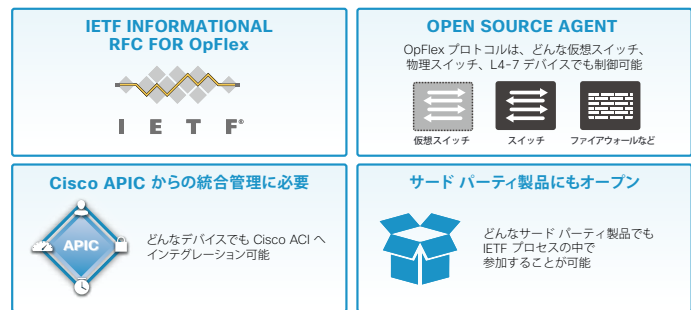 IETF INFORMATIONAL
RFC FOR OpFlex
I E T F®
OPEN SOURCE AGENT
OpFlex プロトコルは、どんな仮想スイッチ、
物理スイッチ、L4-7 デバイスでも制御可能
仮想スイッチ
スイッチ
ファイアウォールなど
Cisco APIC からの統合管理に必要
APIC
どんなデバイスでも Cisco ACI へ
インテグレーション可能
サード パーティ製品にもオープン
どんなサード パーティ製品でも
IETF プロセスの中で
参加することが可能